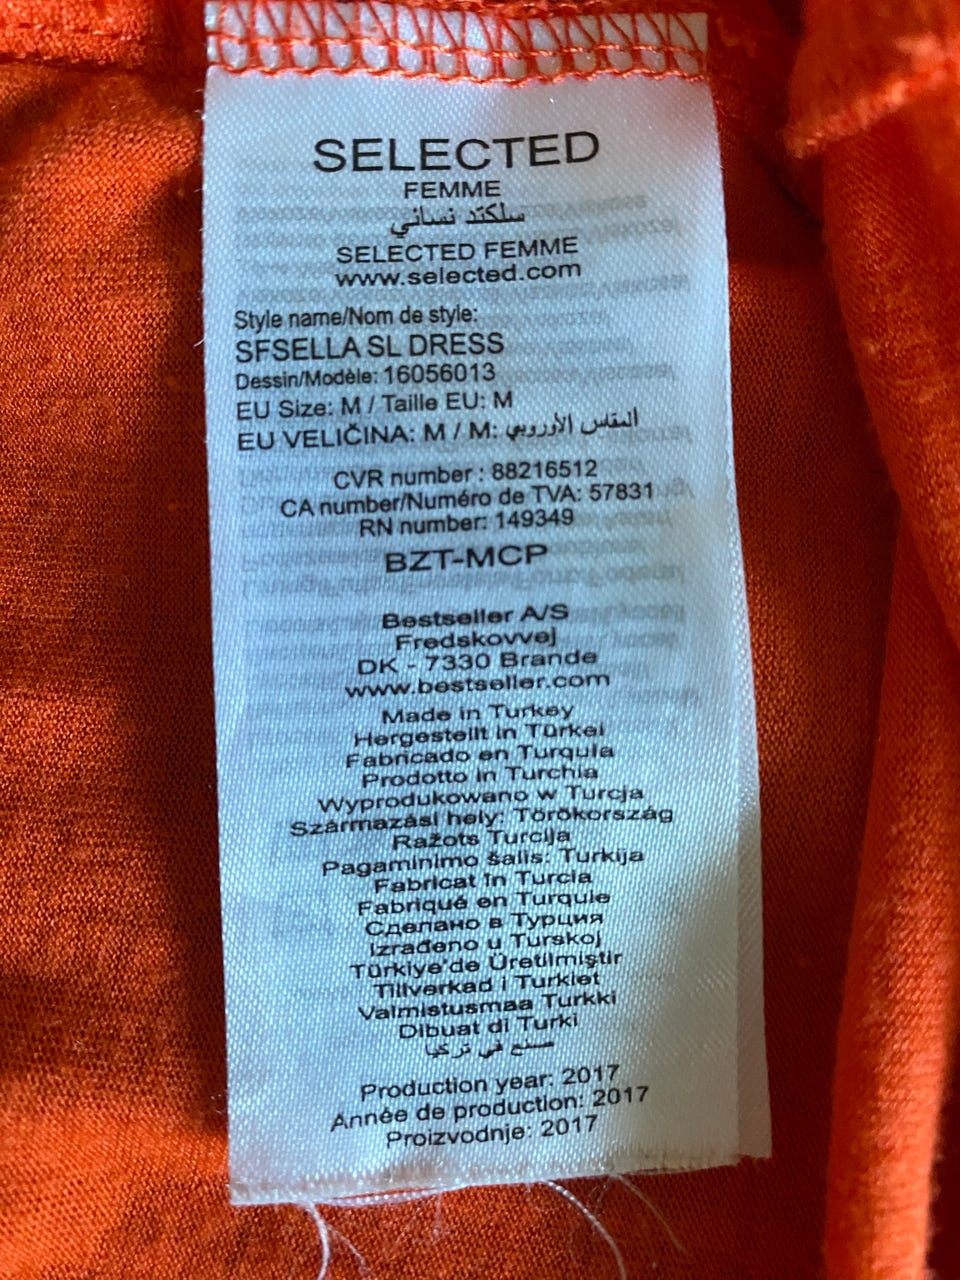 SELECTED
FEMME
سلكتد نسائي
SELECTED FEMME
www.selected.com
Style name/Nom de style:
SFSELLA SL DRESS
Dessin/Modèle: 16056013
EU Size: M / Taille EU: M
EU VELIČINA: M / M: المقاس الأوروبي
CVR number : 88216512
CA number/Numéro de TVA: 57831
RN number: 149349
BZT-MCP
Bestseller A/S
Fredskovvej
DK - 7330 Brande
www.bestseller.com
Made in Turkey
Hergestellt in Türkei
Fabricado en Turquía
Prodotto in Turchia
Wyprodukowano w Turcja
Származási hely: Törökország
Ražots Turcija
Pagaminimo šalis: Turkija
Fabricat în Turcia
Fabriqué en Turquie
Сделано в Турция
Izrađeno u Turskoj
Türkiye'de Üretilmiştir
Tillverkad i Turkiet
Valmistusmaa Turkki
Dibuat di Turki
صنع في تركيا
Production year: 2017
Année de production: 2017
Proizvodnje: 2017